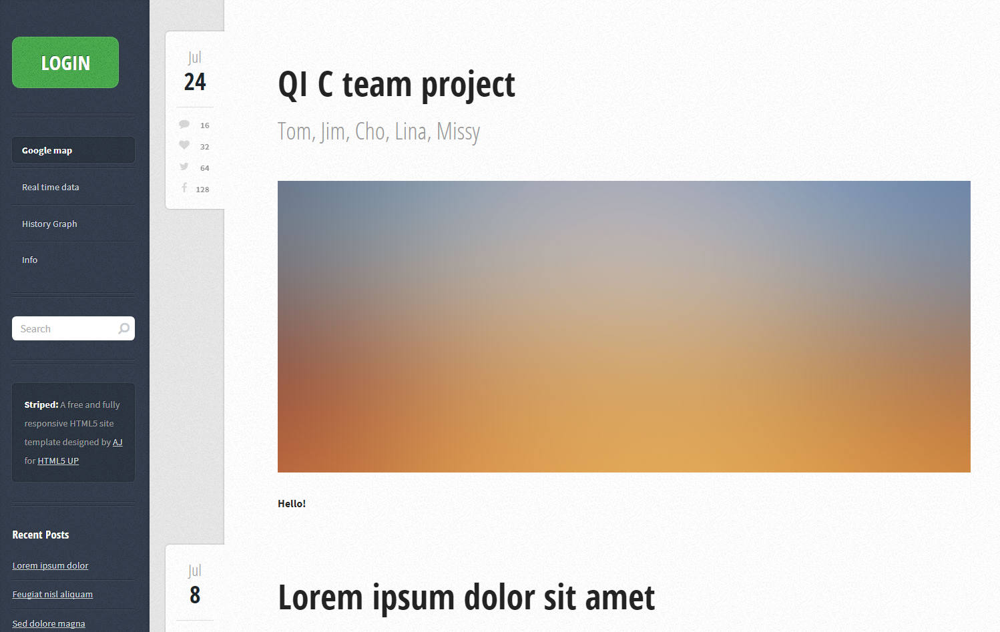 LOGIN
Google map
Real time data
History Graph
Info
Search
Striped: A free and fully
responsive HTML5 site
template designed by AJ
for HTML5 UP
Recent Posts
Lorem ipsum dolor
Feugiat nisl aliquam
Sed dolore magna
Jul
24
16
32
64
128
QI C team project
Tom, Jim, Cho, Lina, Missy
Hello!
Jul
8
Lorem ipsum dolor sit amet